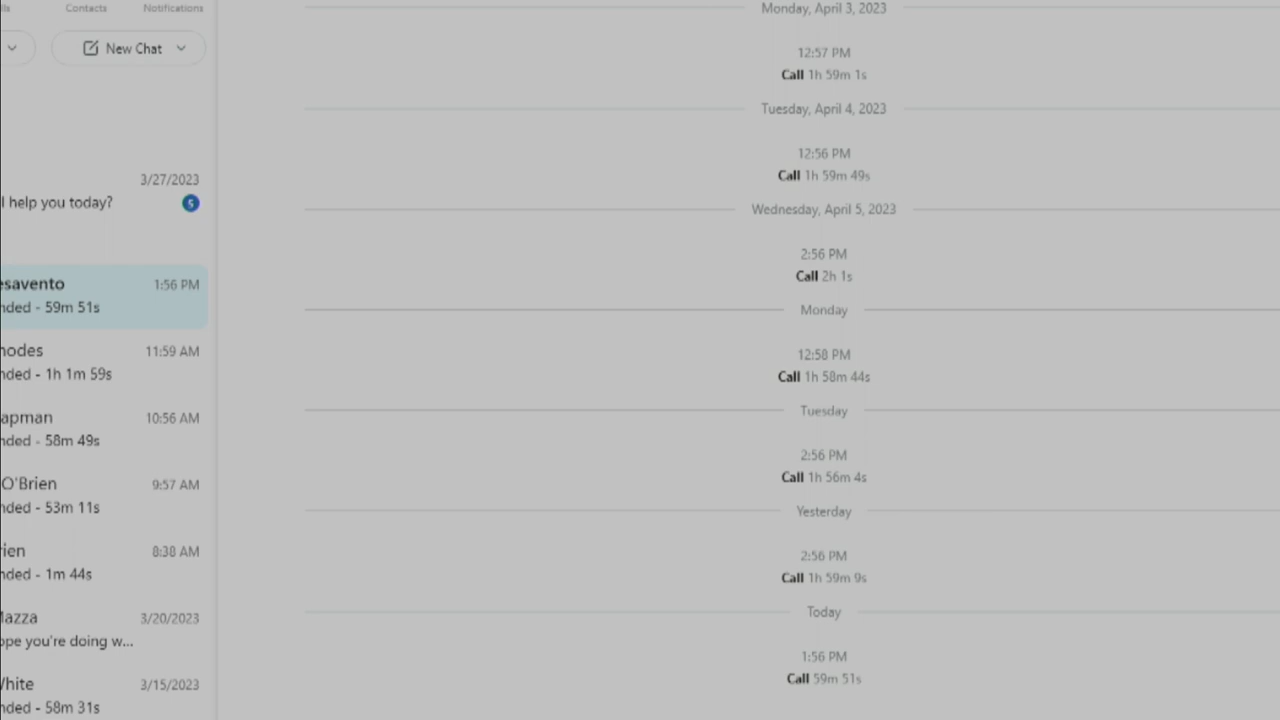 lls Contacts Notifications
New Chat
3/27/2023
l help you today? 5
esavento 1:56 PM
nded - 59m 51s
hodes 11:59 AM
nded - 1h 1m 59s
apman 10:56 AM
nded - 58m 49s
O'Brien 9:57 AM
nded - 53m 11s
rien 8:38 AM
nded - 1m 44s
Mazza 3/20/2023
ope you're doing w...
White 3/15/2023
nded - 58m 31s
Monday, April 3, 2023
12:57 PM
Call 1h 59m 1s
Tuesday, April 4, 2023
12:56 PM
Call 1h 59m 49s
Wednesday, April 5, 2023
2:56 PM
Call 2h 1s
Monday
12:58 PM
Call 1h 58m 44s
Tuesday
2:56 PM
Call 1h 56m 4s
Yesterday
2:56 PM
Call 1h 59m 9s
Today
1:56 PM
Call 59m 51s